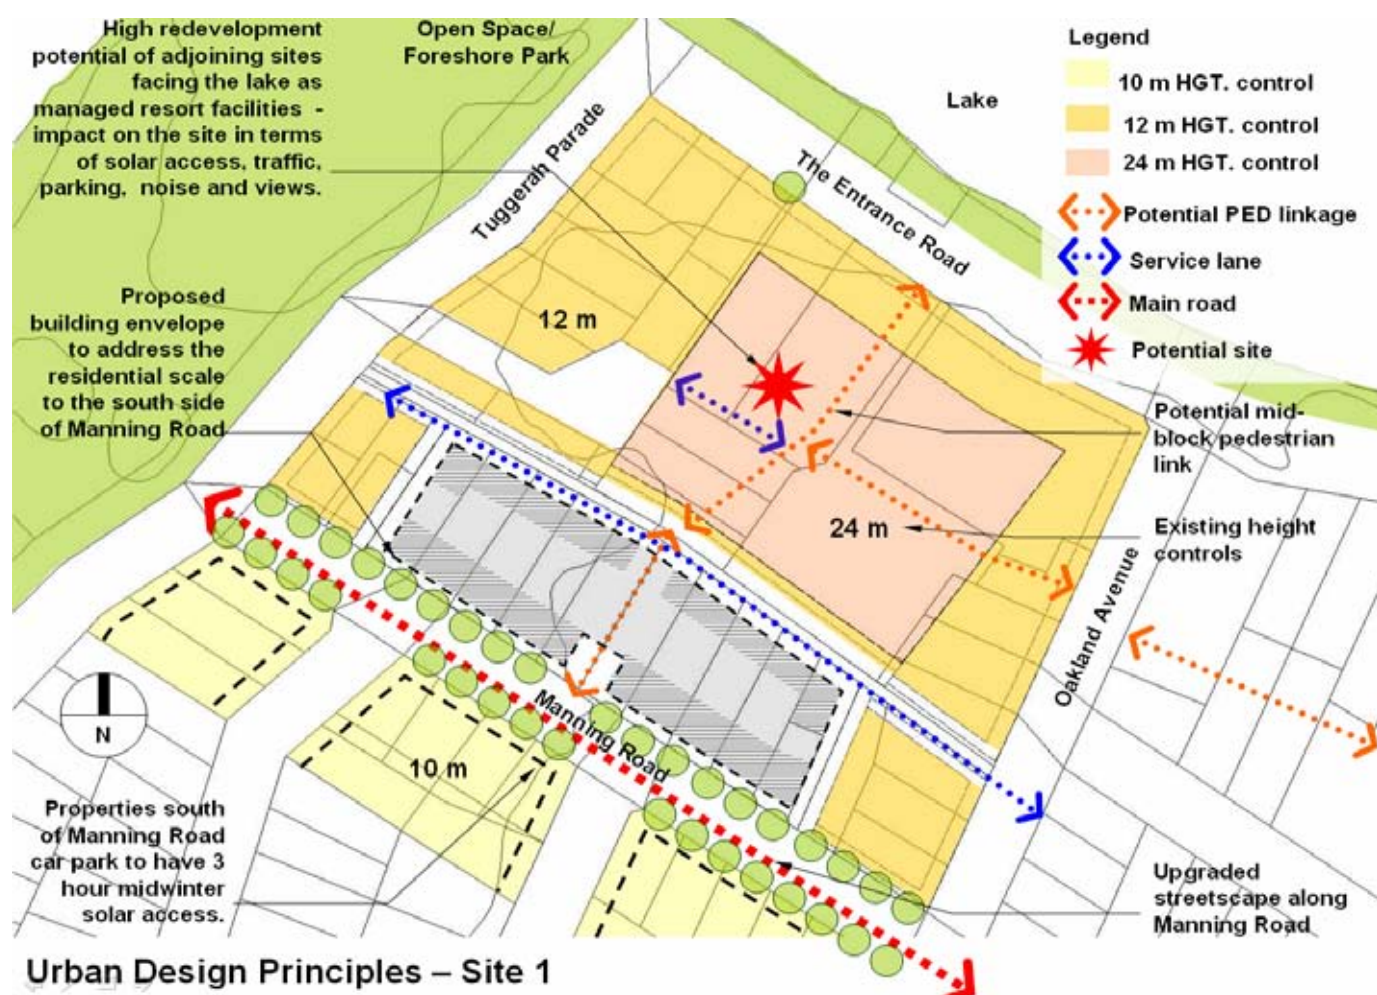 High redevelopment
potential of adjoining sites
facing the lake as
managed resort facilities -
impact on the site in terms
of solar access, traffic,
parking, noise and views.
Open Space/
Foreshore Park
Lake
Legend
10 m HGT. control
12 m HGT. control
24 m HGT. control
Potential PED linkage
Service lane
Main road
Potential site
Tuggerah Parade
The Entrance Road
12 m
Proposed
building envelope
to address the
residential scale
to the south side
of Manning Road
Potential mid-
block pedestrian
link
24 m
Existing height
controls
Oakland Avenue
Manning Road
N
10 m
Properties south
of Manning Road
car park to have 3
hour midwinter
solar access.
Upgraded
streetscape along
Manning Road
Urban Design Principles – Site 1